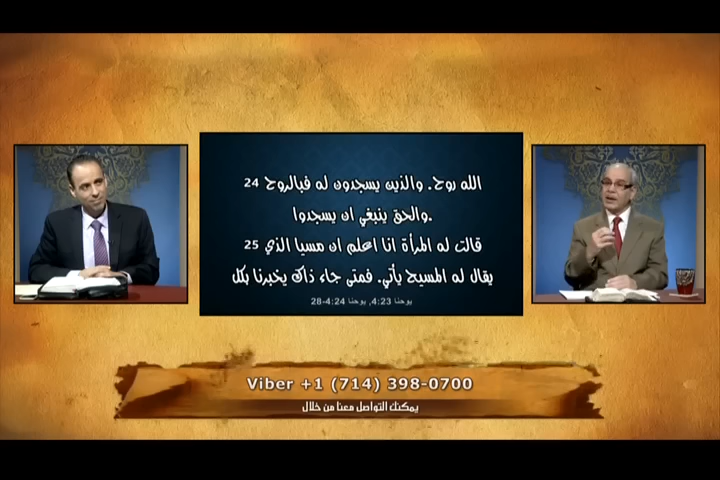 الله روح. والذين يسجدون له فبالروح 24
والحق ينبغي ان يسجدوا.
قالت له المرأة انا اعلم ان مسيا الذي 25
يقال له المسيح يأتي. فمتى جاء ذاك يخبرنا بكل
يوحنا 4:23, يوحنا 4:24-28
Viber +1 (714) 398-0700
يمكنك التواصل معنا من خلال